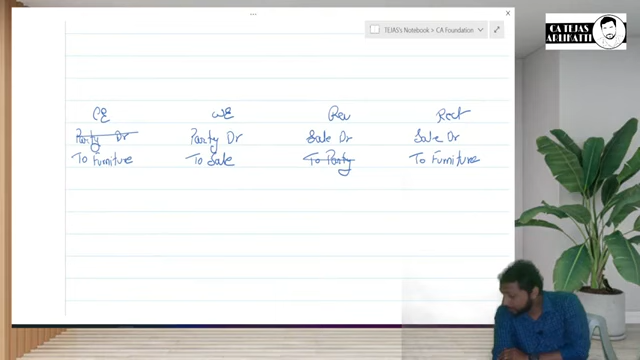 TEJAS's Notebook > CA Foundation
CA TEJAS
ARLIKATTI
CE WE Rev Rect
Party Dr Party Dr Sale Dr Sale Dr
To Furniture To Sale To Party To Furniture